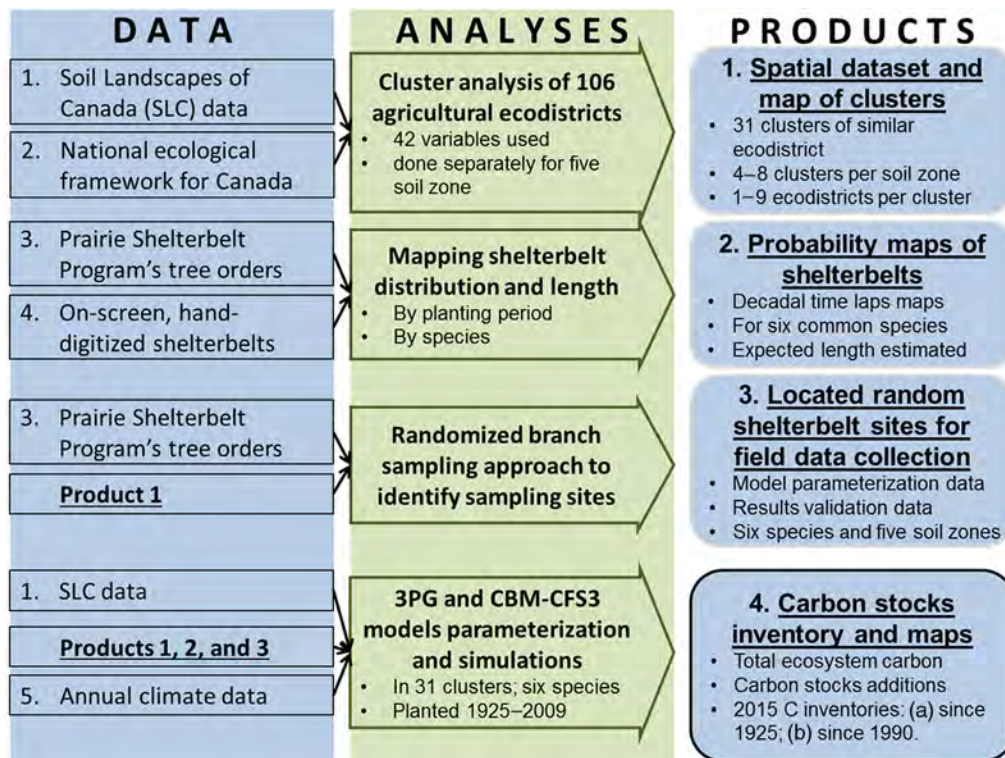 DATA
1. Soil Landscapes of
Canada (SLC) data
2. National ecological
framework for Canada
3. Prairie Shelterbelt
Program's tree orders
4. On-screen, hand-
digitized shelterbelts
3. Prairie Shelterbelt
Program's tree orders
Product 1
1. SLC data
Products 1, 2, and 3
5. Annual climate data
ANALYSES
Cluster analysis of 106
agricultural ecodistricts
• 42 variables used
• done separately for five
soil zone
Mapping shelterbelt
distribution and length
• By planting period
• By species
Randomized branch
sampling approach to
identify sampling sites
3PG and CBM-CFS3
models parameterization
and simulations
• In 31 clusters; six species
• Planted 1925–2009
PRODUCTS
1. Spatial dataset and
map of clusters
• 31 clusters of similar
ecodistrict
• 4–8 clusters per soil zone
• 1–9 ecodistricts per cluster
2. Probability maps of
shelterbelts
• Decadal time laps maps
• For six common species
• Expected length estimated
3. Located random
shelterbelt sites for
field data collection
• Model parameterization data
• Results validation data
• Six species and five soil zones
4. Carbon stocks
inventory and maps
• Total ecosystem carbon
• Carbon stocks additions
• 2015 C inventories: (a) since
1925; (b) since 1990.